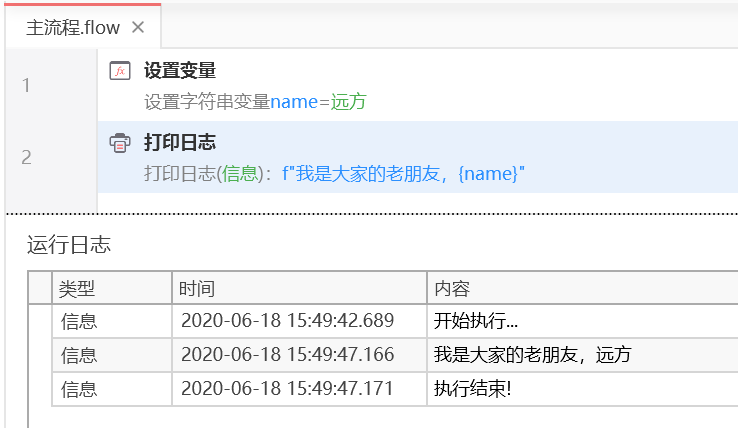 主流程.flow ×
1 设置变量
设置字符串变量name=远方
2 打印日志
打印日志(信息)：f"我是大家的老朋友，{name}"
运行日志
类型 时间 内容
信息 2020-06-18 15:49:42.689 开始执行...
信息 2020-06-18 15:49:47.166 我是大家的老朋友，远方
信息 2020-06-18 15:49:47.171 执行结束!